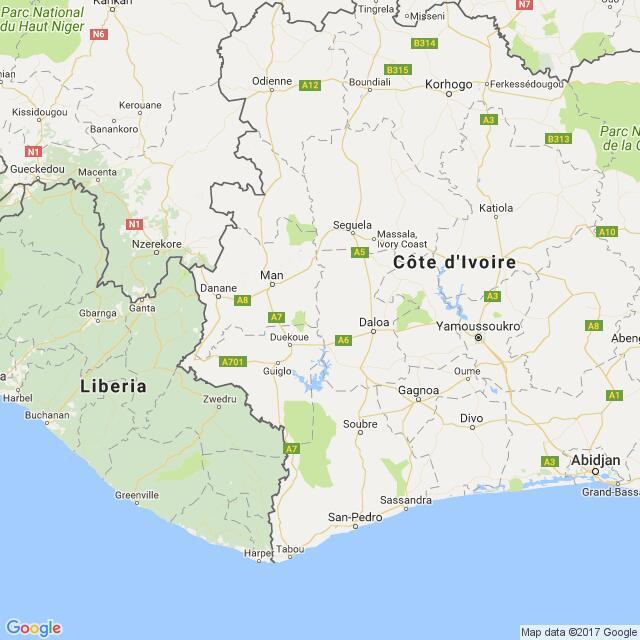 Kankan
Tingrela
Misseni
N7
Parc National
du Haut Niger
N6
B314
B315
Odienne
A12
Boundiali
Korhogo
Ferkessédougou
Kissidougou
Kerouane
Banankoro
A3
B313
Parc N
de la C
N1
Gueckedou
Macenta
N1
Nzerekore
Katiola
Seguela
Massala,
Ivory Coast
A10
A5
Côte d'Ivoire
Man
Danane
A8
A3
Ganta
Gbarnga
A7
Daloa
Yamoussoukro
A8
Duekoue
A6
Abeng
A701
Guiglo
Oume
Liberia
Harbel
Gagnoa
A1
Zwedru
Buchanan
Divo
Soubre
A7
A3
Abidjan
Greenville
Sassandra
Grand-Bassa
San-Pedro
Harper
Tabou
Google
Map data ©2017 Google